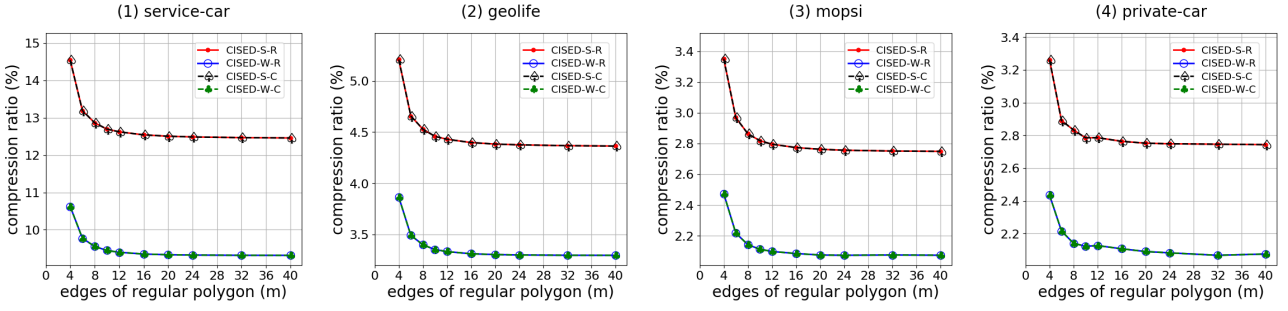 (1) service-car
compression ratio (%)
15
14
13
12
11
10
CISED-S-R
CISED-W-R
CISED-S-C
CISED-W-C
0 4 8 12 16 20 24 28 32 36 40
edges of regular polygon (m)
(2) geolife
compression ratio (%)
5.0
4.5
4.0
3.5
CISED-S-R
CISED-W-R
CISED-S-C
CISED-W-C
0 4 8 12 16 20 24 28 32 36 40
edges of regular polygon (m)
(3) mopsi
compression ratio (%)
3.4
3.2
3.0
2.8
2.6
2.4
2.2
CISED-S-R
CISED-W-R
CISED-S-C
CISED-W-C
0 4 8 12 16 20 24 28 32 36 40
edges of regular polygon (m)
(4) private-car
compression ratio (%)
3.4
3.2
3.0
2.8
2.6
2.4
2.2
CISED-S-R
CISED-W-R
CISED-S-C
CISED-W-C
0 4 8 12 16 20 24 28 32 36 40
edges of regular polygon (m)